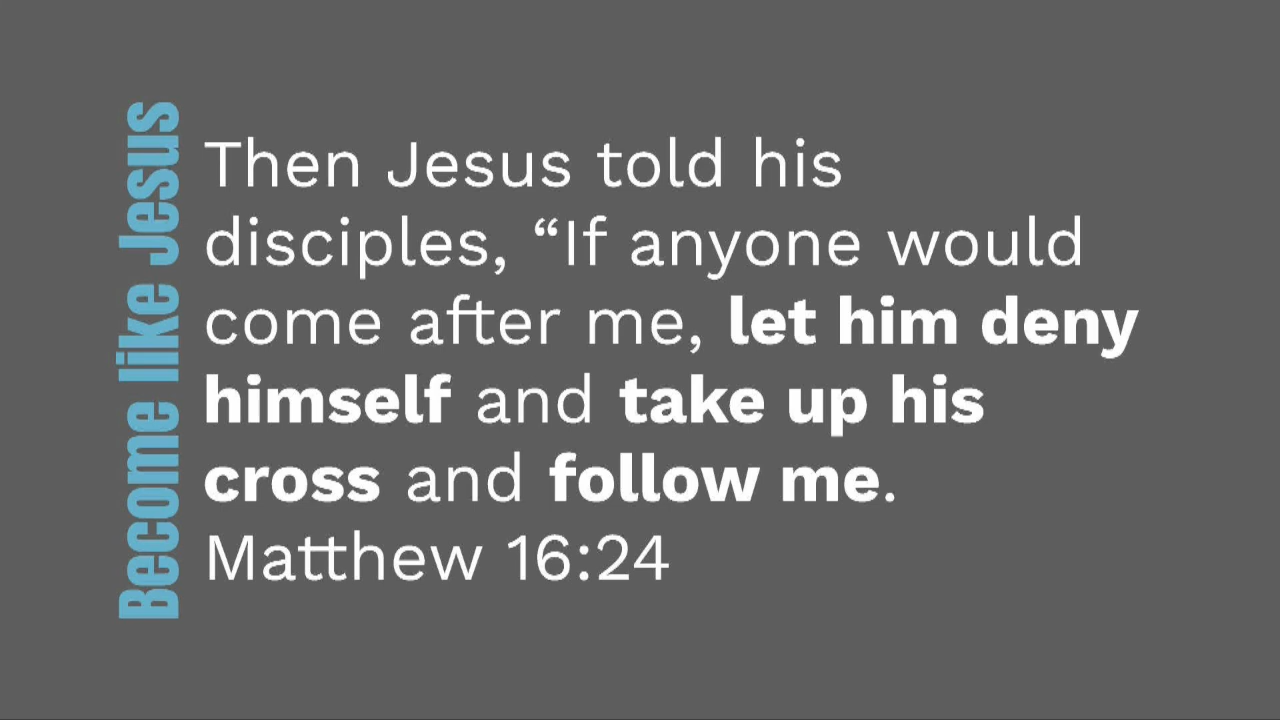 Become like Jesus
Then Jesus told his
disciples, “If anyone would
come after me, let him deny
himself and take up his
cross and follow me.
Matthew 16:24